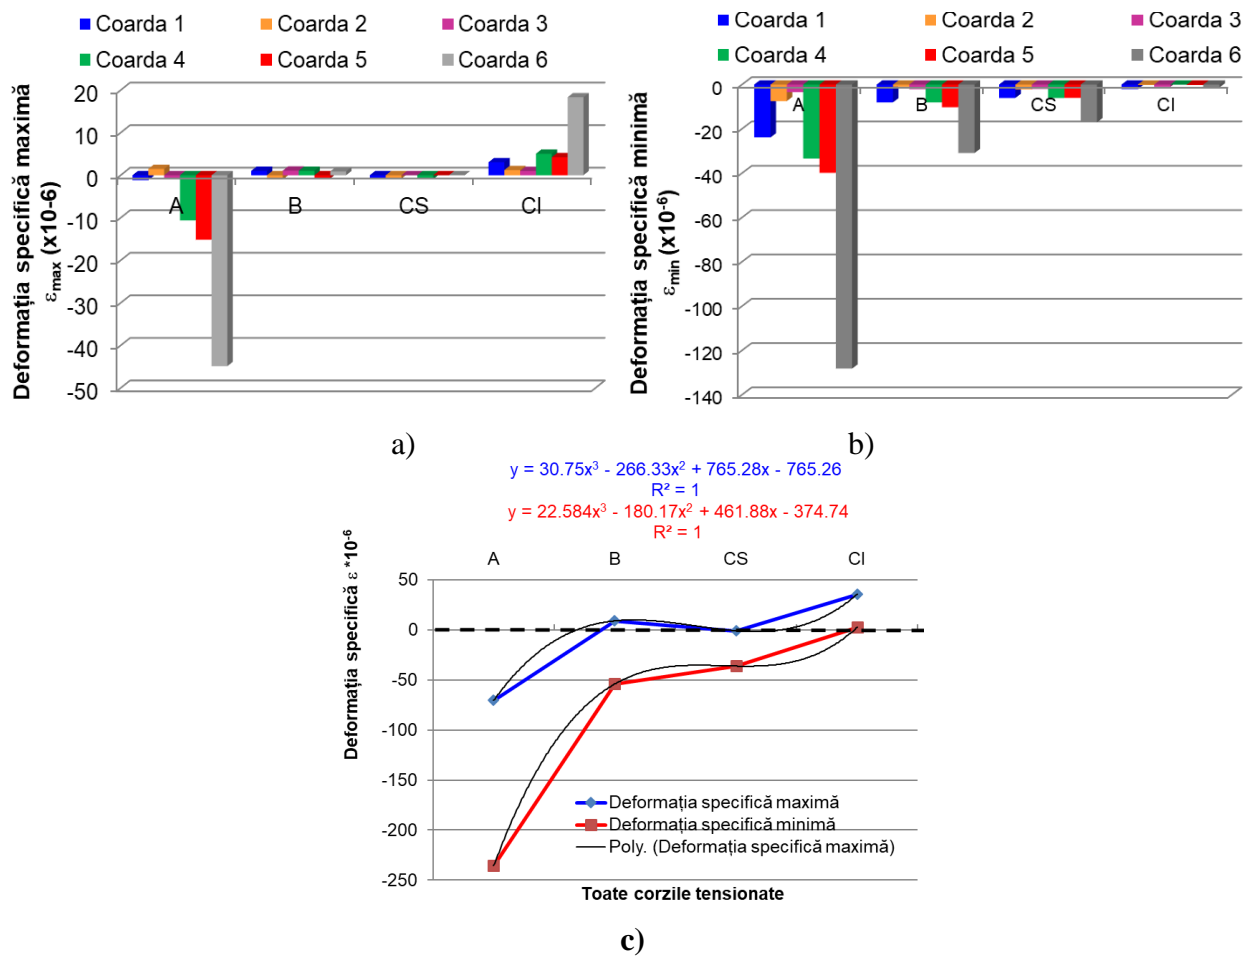 Coarda 1 Coarda 2 Coarda 3
Coarda 4 Coarda 5 Coarda 6
Deformația specifică maximă
εmax (x10-6)
20
10
0
-10
-20
-30
-40
-50
A B CS CI
a)
Coarda 1 Coarda 2 Coarda 3
Coarda 4 Coarda 5 Coarda 6
Deformația specifică minimă
εmin (x10⁻⁶)
0
-20
-40
-60
-80
-100
-120
-140
A B CS CI
b)
y = 30.75x³ - 266.33x² + 765.28x - 765.26
R² = 1
y = 22.584x³ - 180.17x² + 461.88x - 374.74
R² = 1
Deformația specifică ε *10⁻⁶
A B CS CI
50
0
-50
-100
-150
-200
-250
Deformația specifică maximă
Deformația specifică minimă
Poly. (Deformația specifică maximă)
Toate corzile tensionate
c)